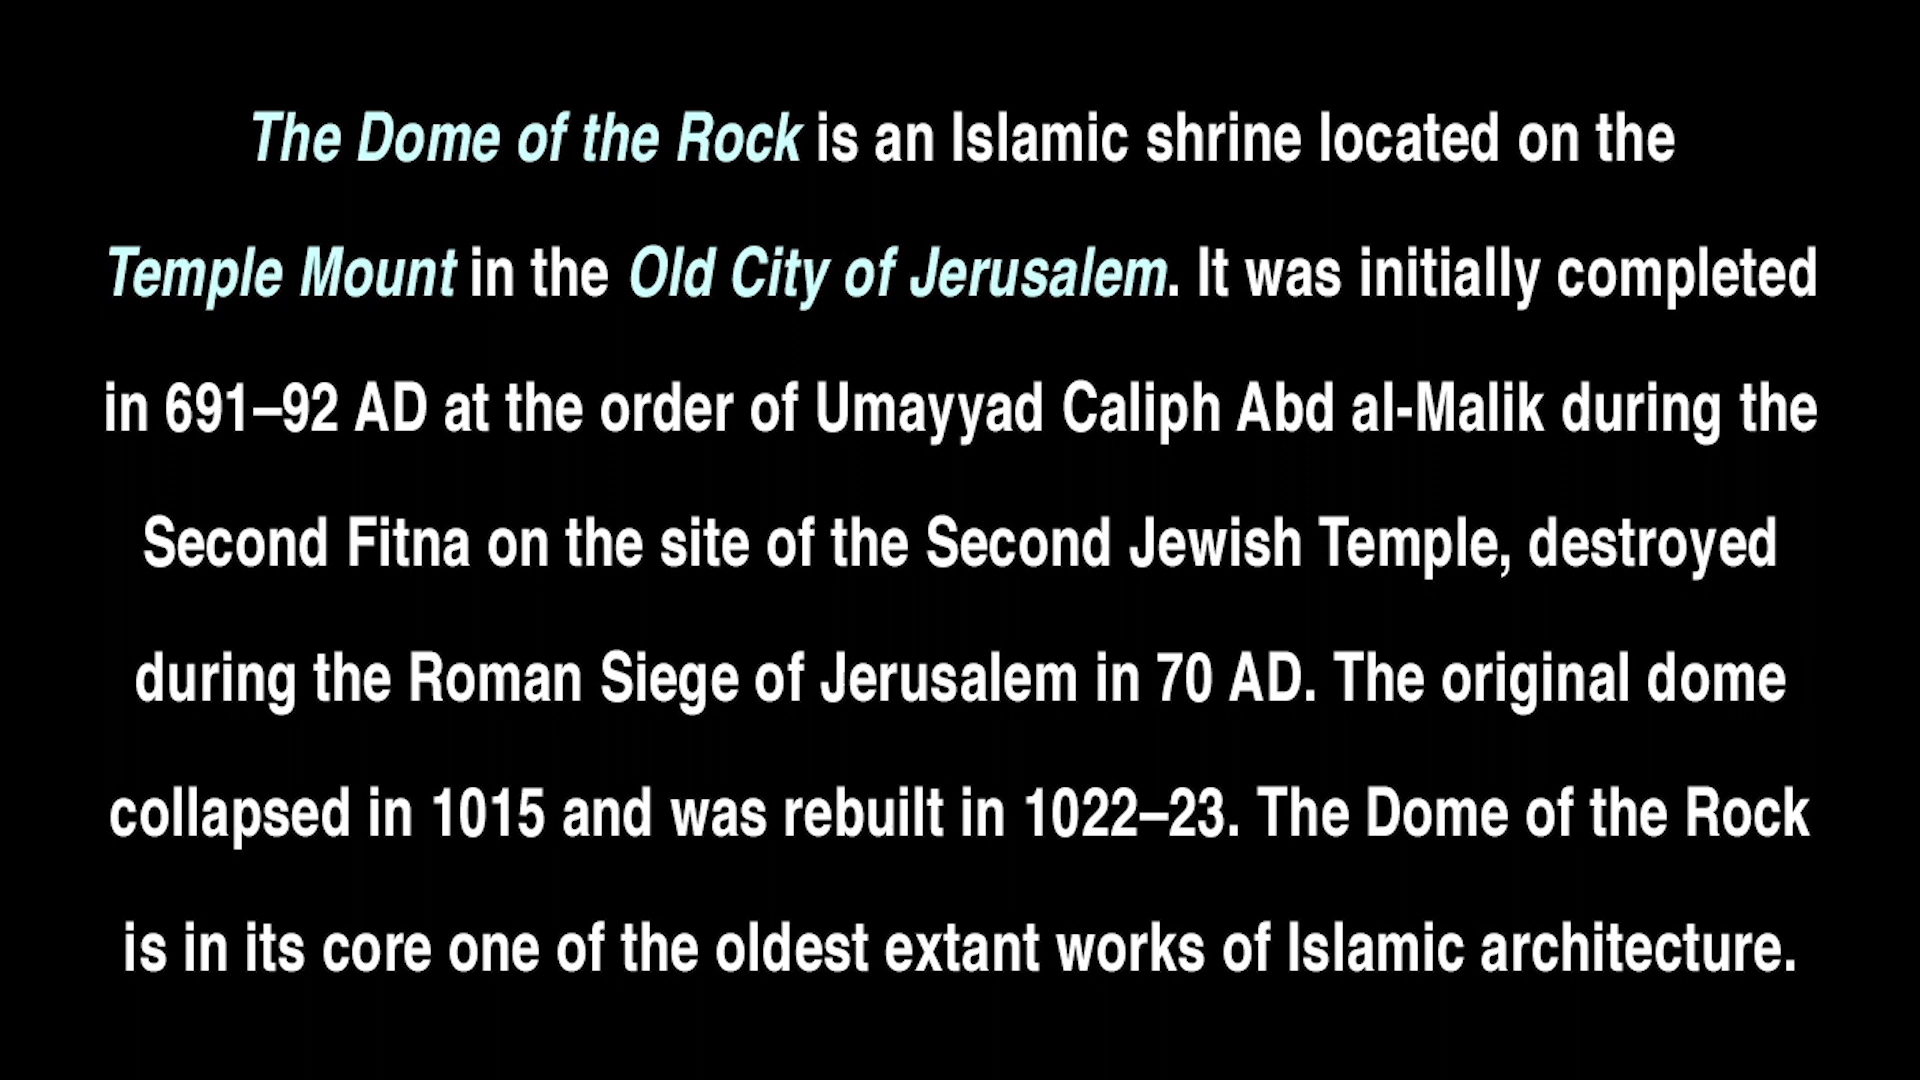 The Dome of the Rock is an Islamic shrine located on the
Temple Mount in the Old City of Jerusalem. It was initially completed
in 691–92 AD at the order of Umayyad Caliph Abd al-Malik during the
Second Fitna on the site of the Second Jewish Temple, destroyed
during the Roman Siege of Jerusalem in 70 AD. The original dome
collapsed in 1015 and was rebuilt in 1022–23. The Dome of the Rock
is in its core one of the oldest extant works of Islamic architecture.